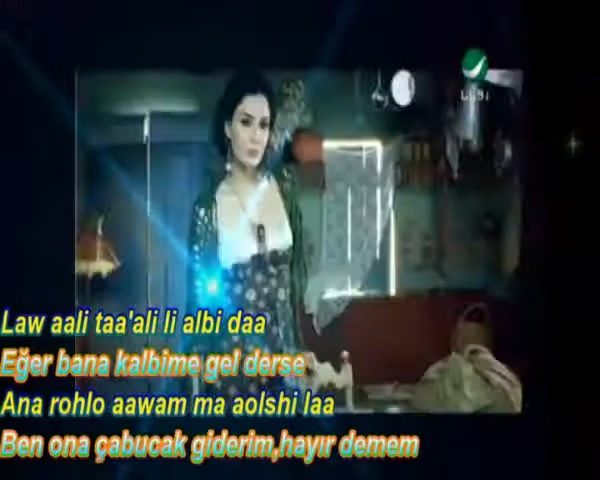 روتانا
Law aali taa'ali li albi daa
Eğer bana kalbime gel derse
Ana rohlo aawam ma aolshi laa
Ben ona çabucak giderim,hayır demem